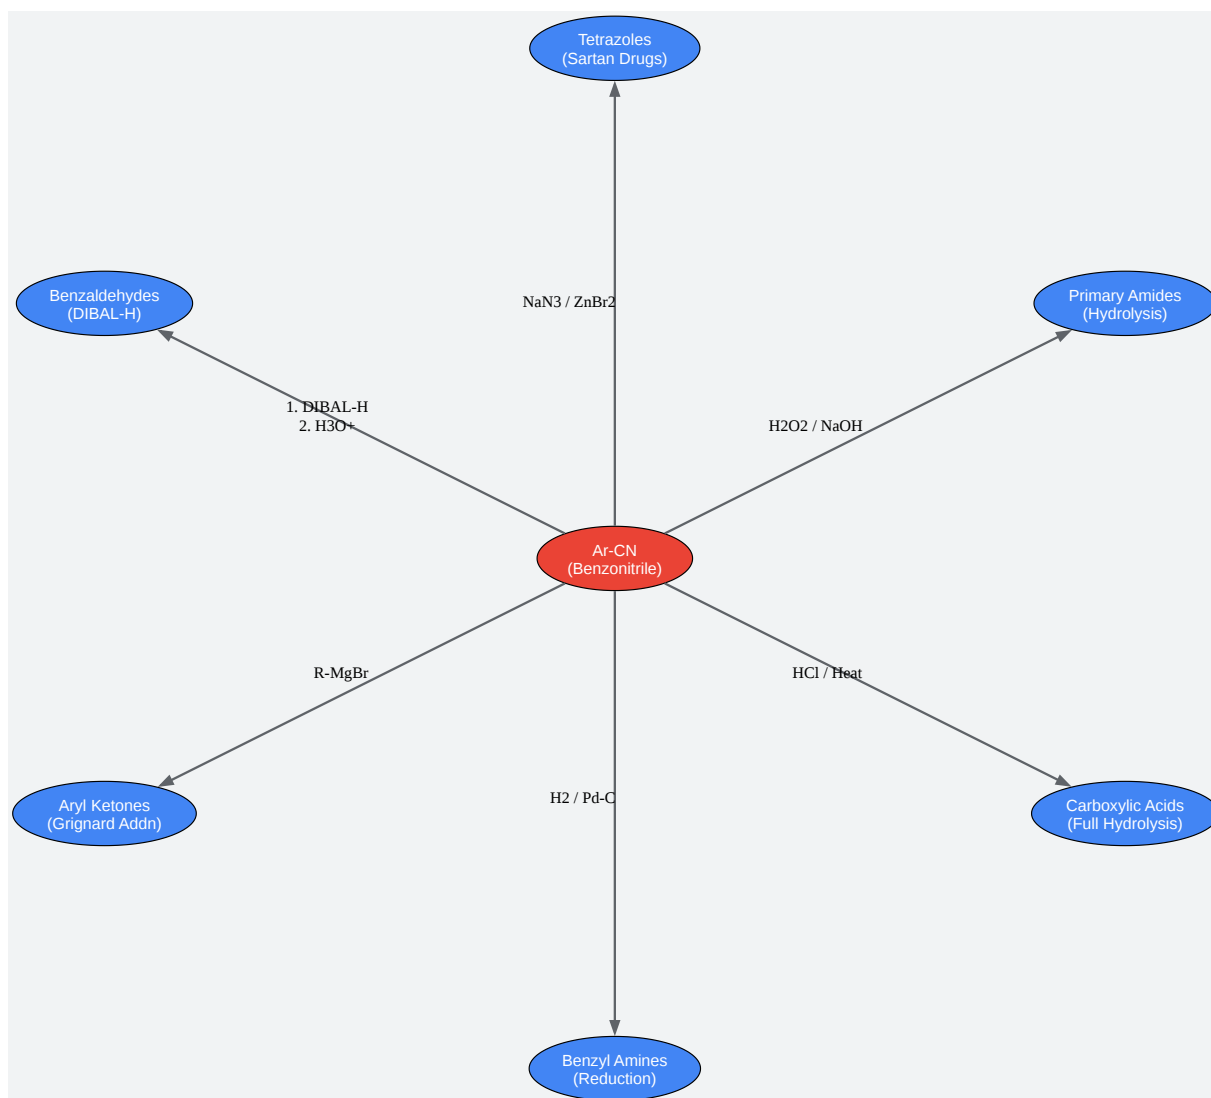 Tetrazoles
(Sartan Drugs)
NaN3 / ZnBr2
Benzaldehydes
(DIBAL-H)
Primary Amides
(Hydrolysis)
1. DIBAL-H
2. H3O+
H2O2 / NaOH
Ar-CN
(Benzonitrile)
R-MgBr
HCl / Heat
H2 / Pd-C
Aryl Ketones
(Grignard Addn)
Carboxylic Acids
(Full Hydrolysis)
Benzyl Amines
(Reduction)